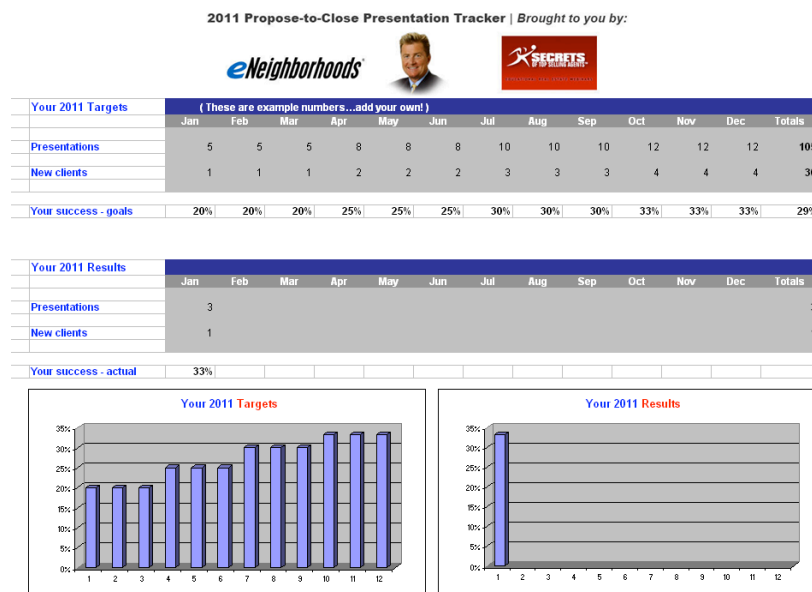 2011 Propose-to-Close Presentation Tracker | Brought to you by:
eNeighborhoods
SECRETS
OF TOP SELLING AGENTS
Your 2011 Targets ( These are example numbers...add your own! )
Jan Feb Mar Apr May Jun Jul Aug Sep Oct Nov Dec Totals
Presentations 5 5 5 8 8 8 10 10 10 12 12 12
New clients 1 1 1 2 2 2 3 3 3 4 4 4
Your success - goals 20% 20% 20% 25% 25% 25% 30% 30% 30% 33% 33% 33% 29%
Your 2011 Results
Jan Feb Mar Apr May Jun Jul Aug Sep Oct Nov Dec Totals
Presentations 3
New clients 1
Your success - actual 33%
Your 2011 Targets
35%
30%
25%
20%
15%
10%
5%
0%
1 2 3 4 5 6 7 8 9 10 11 12
Your 2011 Results
35%
30%
25%
20%
15%
10%
5%
0%
1 2 3 4 5 6 7 8 9 10 11 12